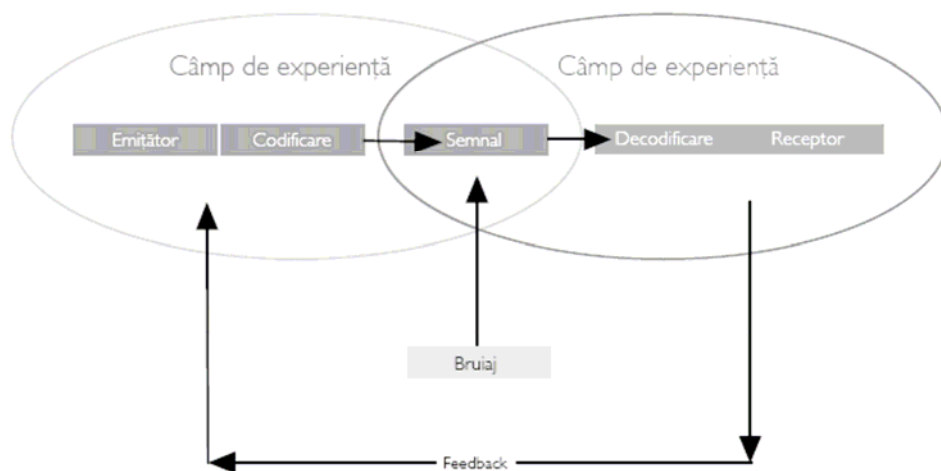 Câmp de experiență
Câmp de experiență
Emițător
Codificare
Semnal
Decodificare
Receptor
Bruiaj
Feedback